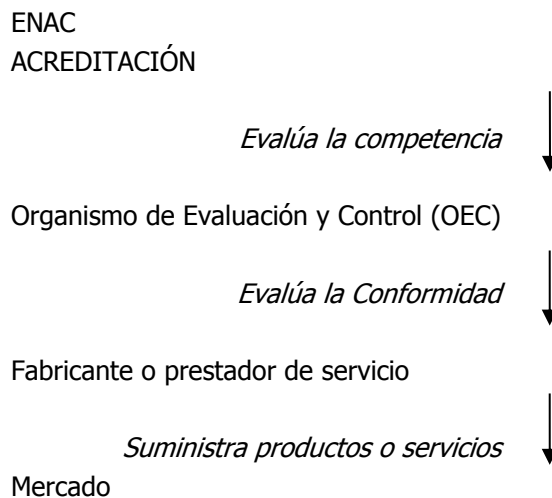 ENAC
ACREDITACIÓN
Evalúa la competencia
Organismo de Evaluación y Control (OEC)
Evalúa la Conformidad
Fabricante o prestador de servicio
Suministra productos o servicios
Mercado